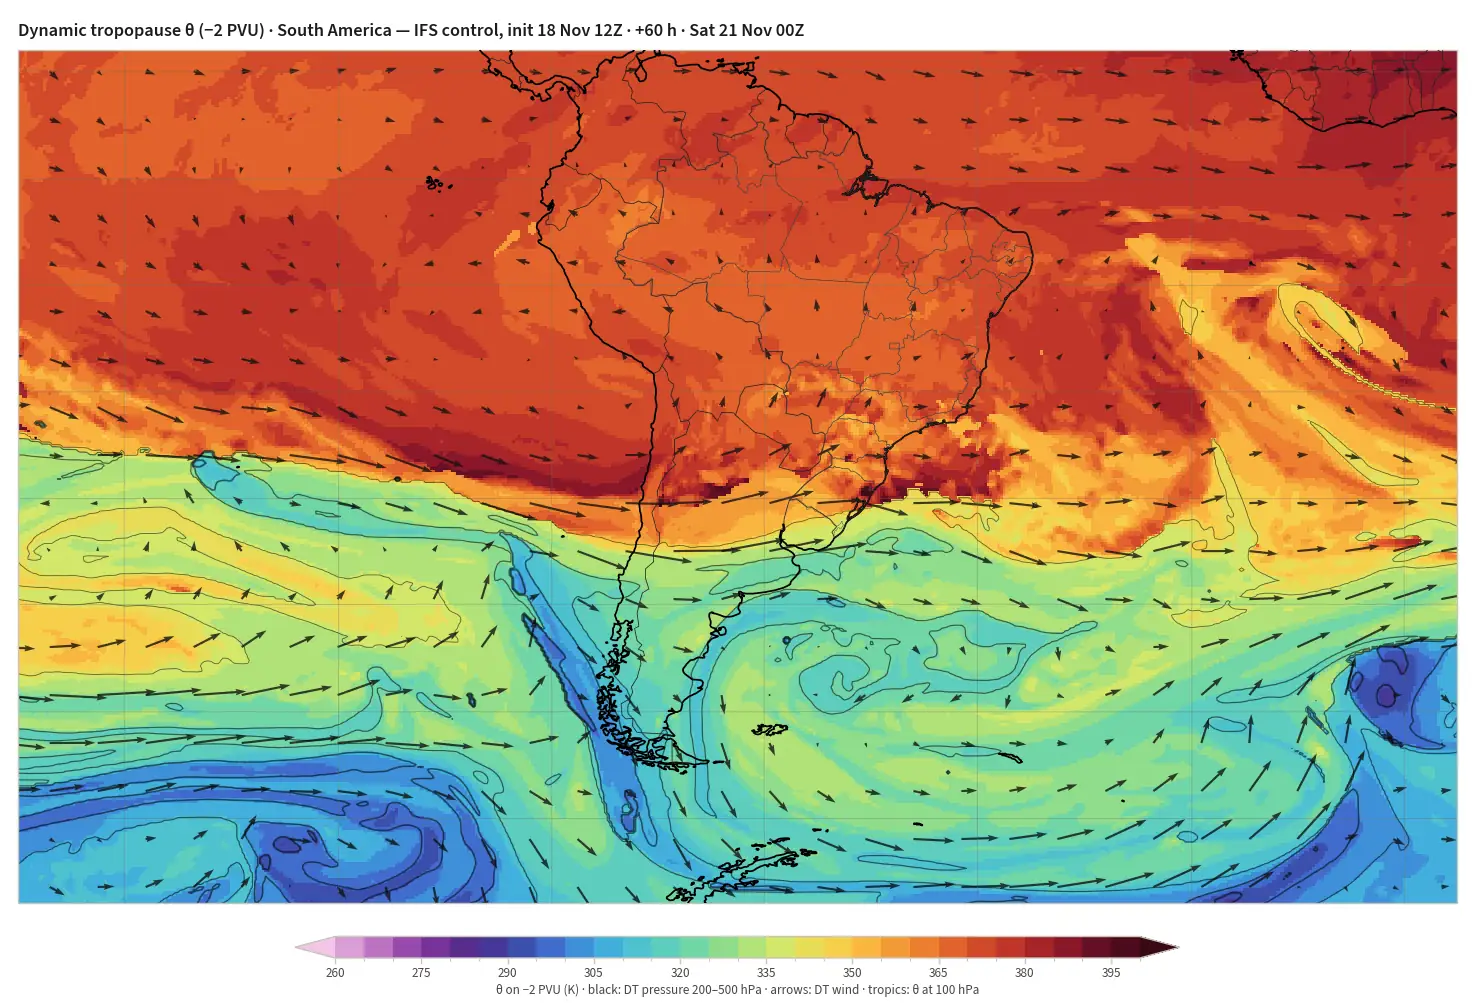 Dynamic tropopause θ (−2 PVU) · South America — IFS control, init 18 Nov 12Z · +60 h · Sat 21 Nov 00Z
260 275 290 305 320 335 350 365 380 395
θ on −2 PVU (K) · black: DT pressure 200–500 hPa · arrows: DT wind · tropics: θ at 100 hPa